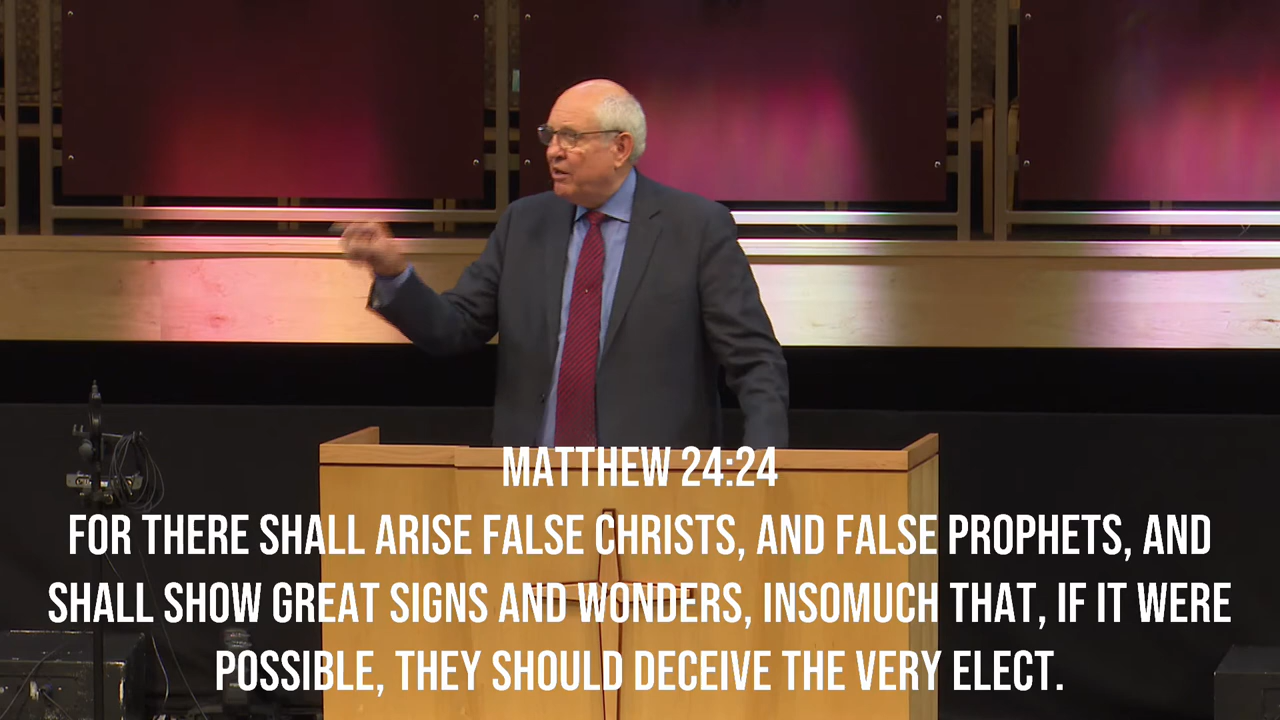 MATTHEW 24:24
FOR THERE SHALL ARISE FALSE CHRISTS, AND FALSE PROPHETS, AND
SHALL SHOW GREAT SIGNS AND WONDERS, INSOMUCH THAT, IF IT WERE
POSSIBLE, THEY SHOULD DECEIVE THE VERY ELECT.